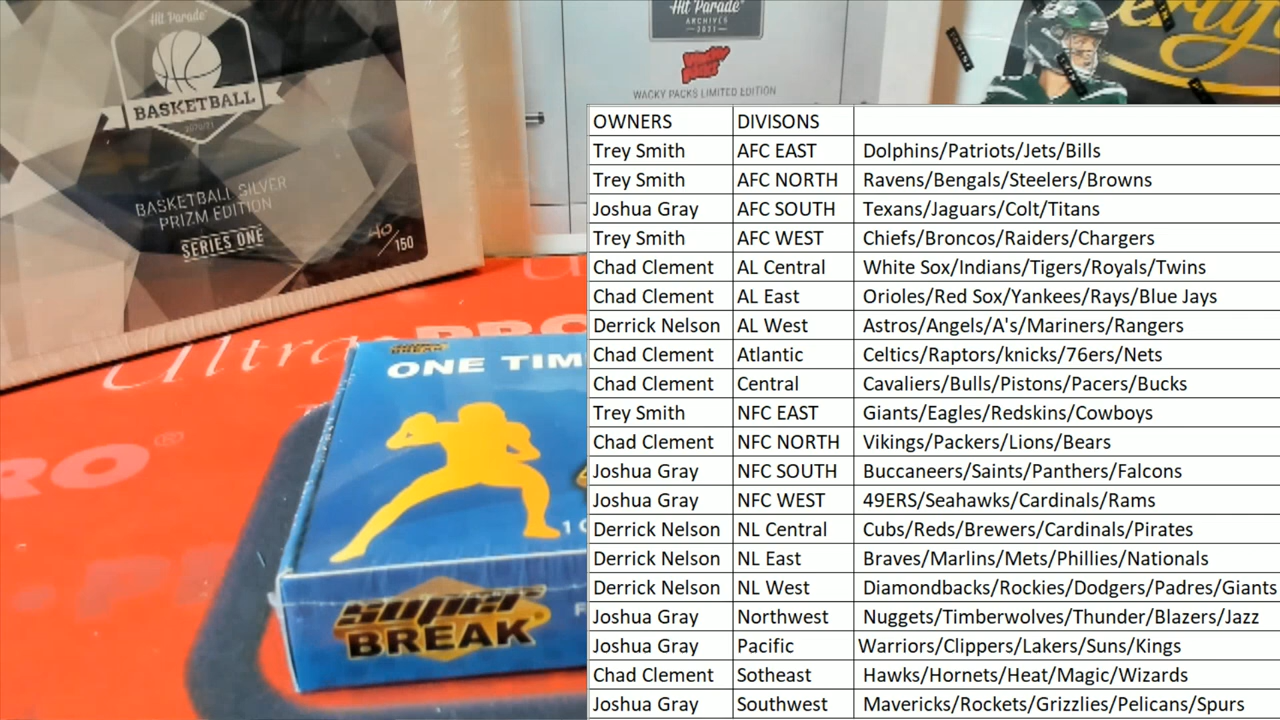 Hit Parade
BASKETBALL
2020/21
BASKETBALL SILVER
PRIZM EDITION
SERIES ONE
40/150
Hit Parade
ARCHIVES
2021
WACKY PACKS LIMITED EDITION
Ultra PRO
PRO®
SUPER BREAK
ONE TIM
1
SUPER
BREAK
F
OWNERS DIVISONS
Trey Smith AFC EAST Dolphins/Patriots/Jets/Bills
Trey Smith AFC NORTH Ravens/Bengals/Steelers/Browns
Joshua Gray AFC SOUTH Texans/Jaguars/Colt/Titans
Trey Smith AFC WEST Chiefs/Broncos/Raiders/Chargers
Chad Clement AL Central White Sox/Indians/Tigers/Royals/Twins
Chad Clement AL East Orioles/Red Sox/Yankees/Rays/Blue Jays
Derrick Nelson AL West Astros/Angels/A's/Mariners/Rangers
Chad Clement Atlantic Celtics/Raptors/knicks/76ers/Nets
Chad Clement Central Cavaliers/Bulls/Pistons/Pacers/Bucks
Trey Smith NFC EAST Giants/Eagles/Redskins/Cowboys
Chad Clement NFC NORTH Vikings/Packers/Lions/Bears
Joshua Gray NFC SOUTH Buccaneers/Saints/Panthers/Falcons
Joshua Gray NFC WEST 49ERS/Seahawks/Cardinals/Rams
Derrick Nelson NL Central Cubs/Reds/Brewers/Cardinals/Pirates
Derrick Nelson NL East Braves/Marlins/Mets/Phillies/Nationals
Derrick Nelson NL West Diamondbacks/Rockies/Dodgers/Padres/Giants
Joshua Gray Northwest Nuggets/Timberwolves/Thunder/Blazers/Jazz
Joshua Gray Pacific Warriors/Clippers/Lakers/Suns/Kings
Chad Clement Sotheast Hawks/Hornets/Heat/Magic/Wizards
Joshua Gray Southwest Mavericks/Rockets/Grizzlies/Pelicans/Spurs